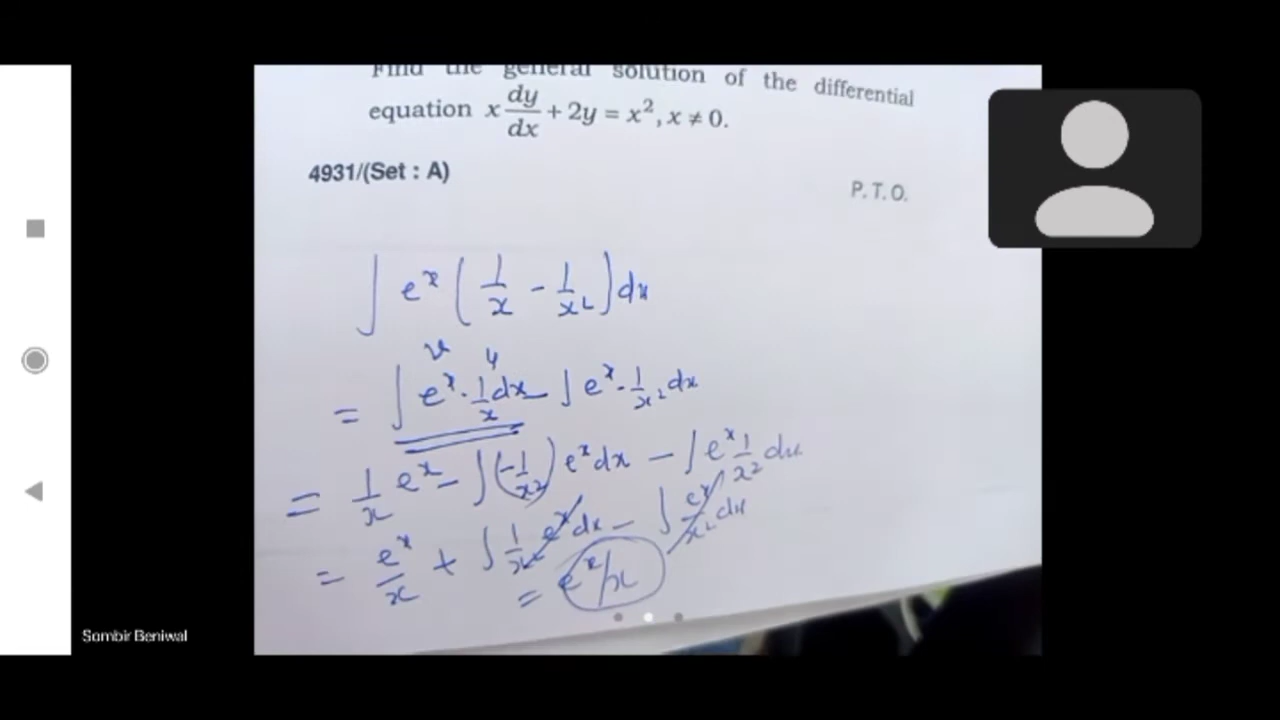 Find the general solution of the differential
equation x dy/dx + 2y = x², x ≠ 0.
4931/(Set : A)
P. T. O.
∫ eˣ (1/x - 1/x²) dx
v u
= ∫ eˣ · 1/x dx - ∫ eˣ · 1/x² dx
= 1/x eˣ - ∫ (-1/x²) eˣ dx - ∫ eˣ 1/x² dx
= eˣ/x + ∫ 1/x² eˣ dx - ∫ eˣ/x² dx
= eˣ/x
Sombir Beniwal